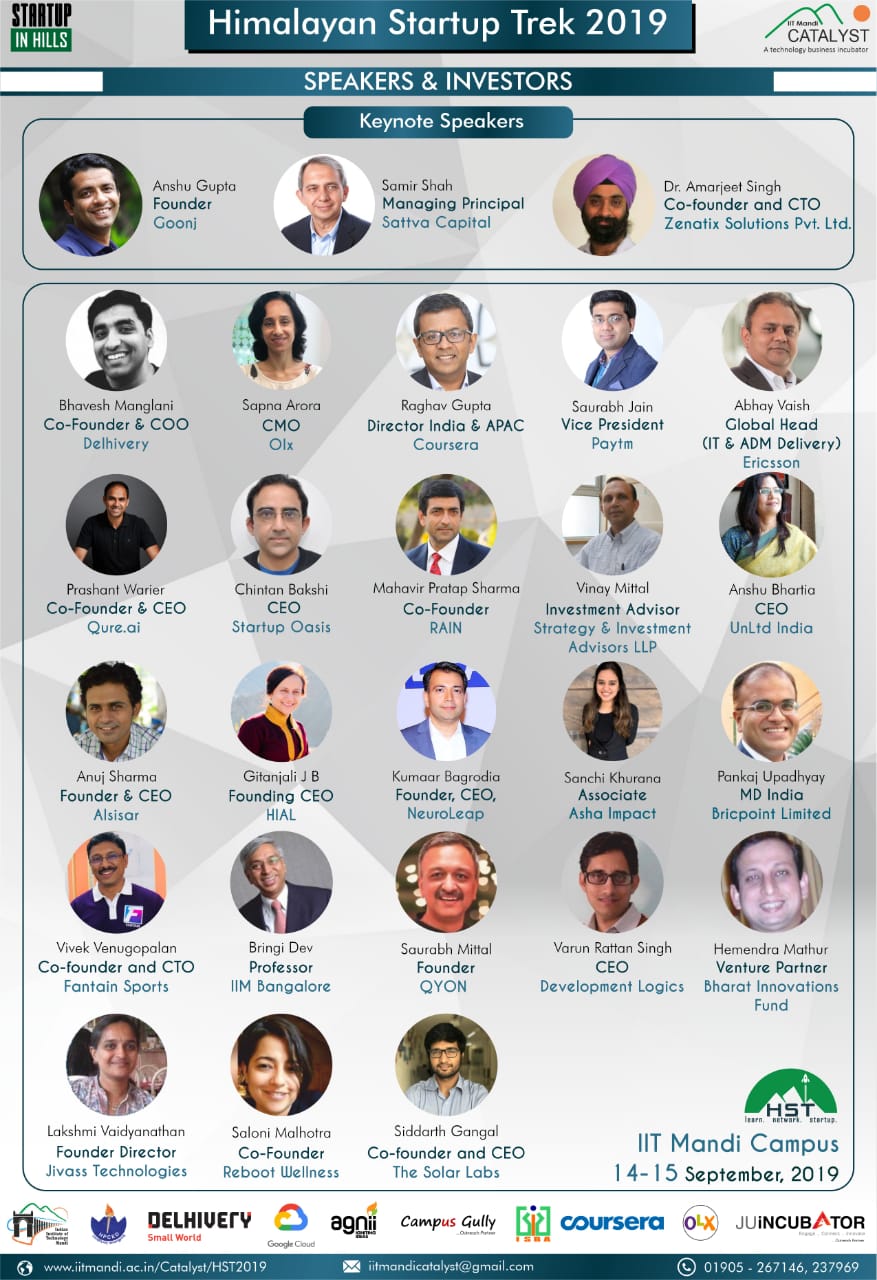 STARTUP
IN HILLS
Himalayan Startup Trek 2019
IIT Mandi
CATALYST
A technology business incubator
SPEAKERS & INVESTORS
Keynote Speakers
Anshu Gupta
Founder
Goonj
Samir Shah
Managing Principal
Sattva Capital
Dr. Amarjeet Singh
Co-founder and CTO
Zenatix Solutions Pvt. Ltd.
Bhavesh Manglani
Co-Founder & COO
Delhivery
Sapna Arora
CMO
Olx
Raghav Gupta
Director India & APAC
Coursera
Saurabh Jain
Vice President
Paytm
Abhay Vaish
Global Head
(IT & ADM Delivery)
Ericsson
Prashant Warier
Co-Founder & CEO
Qure.ai
Chintan Bakshi
CEO
Startup Oasis
Mahavir Pratap Sharma
Co-Founder
RAIN
Vinay Mittal
Investment Advisor
Strategy & Investment
Advisors LLP
Anshu Bhartia
CEO
UnLtd India
Anuj Sharma
Founder & CEO
Alsisar
Gitanjali J B
Founding CEO
HIAL
Kumaar Bagrodia
Founder, CEO,
NeuroLeap
Sanchi Khurana
Associate
Asha Impact
Pankaj Upadhyay
MD India
Bricpoint Limited
Vivek Venugopalan
Co-founder and CTO
Fantain Sports
Bringi Dev
Professor
IIM Bangalore
Saurabh Mittal
Founder
QYON
Varun Rattan Singh
CEO
Development Logics
Hemendra Mathur
Venture Partner
Bharat Innovations
Fund
Lakshmi Vaidyanathan
Founder Director
Jivass Technologies
Saloni Malhotra
Co-Founder
Reboot Wellness
Siddarth Gangal
Co-founder and CEO
The Solar Labs
HST
learn. network. startup.
IIT Mandi Campus
14-15 September, 2019
Indian
Institute of
Technology
Mandi
HPCED
DELHIVERY
Small World
Google Cloud
agnii
Campus Gully
...Outreach Partner
ISBA
coursera
OLX
JUINCUBATOR
www.iitmandi.ac.in/Catalyst/HST2019
iitmandicatalyst@gmail.com
01905 - 267146, 237969